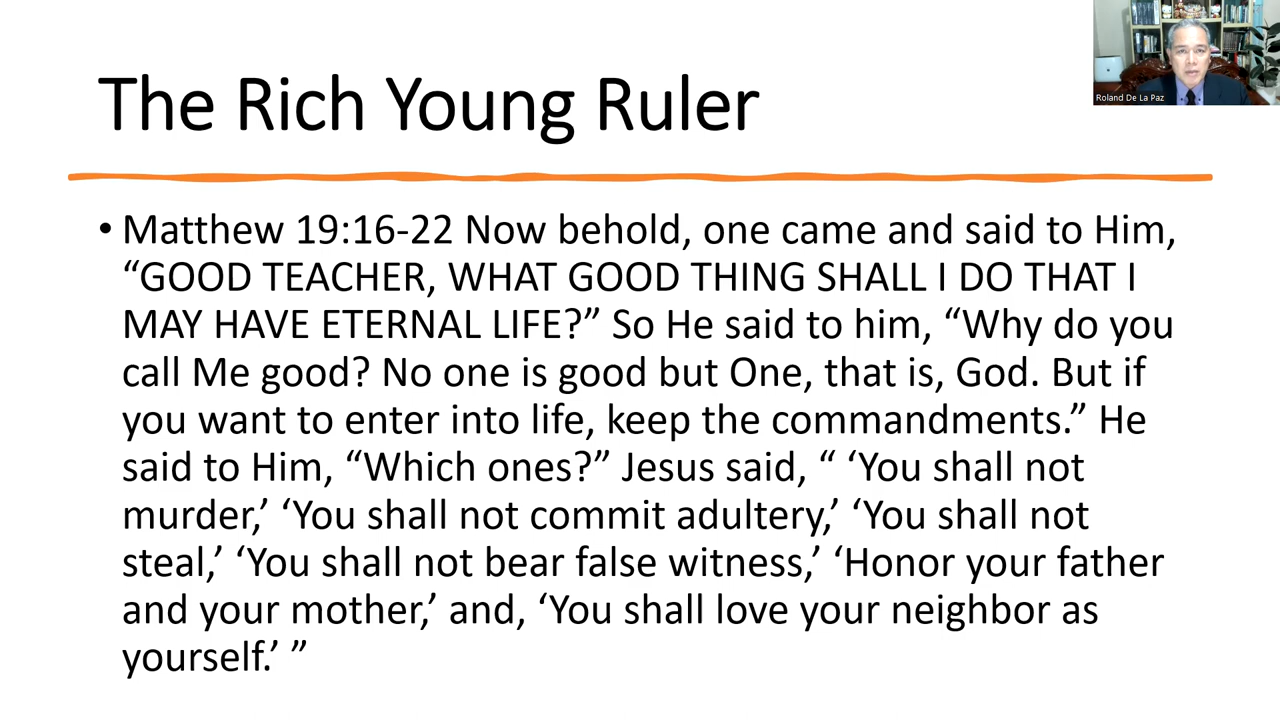 The Rich Young Ruler
Roland De La Paz
• Matthew 19:16-22 Now behold, one came and said to Him,
“GOOD TEACHER, WHAT GOOD THING SHALL I DO THAT I
MAY HAVE ETERNAL LIFE?” So He said to him, “Why do you
call Me good? No one is good but One, that is, God. But if
you want to enter into life, keep the commandments.” He
said to Him, “Which ones?” Jesus said, “ ‘You shall not
murder,’ ‘You shall not commit adultery,’ ‘You shall not
steal,’ ‘You shall not bear false witness,’ ‘Honor your father
and your mother,’ and, ‘You shall love your neighbor as
yourself.’ ”